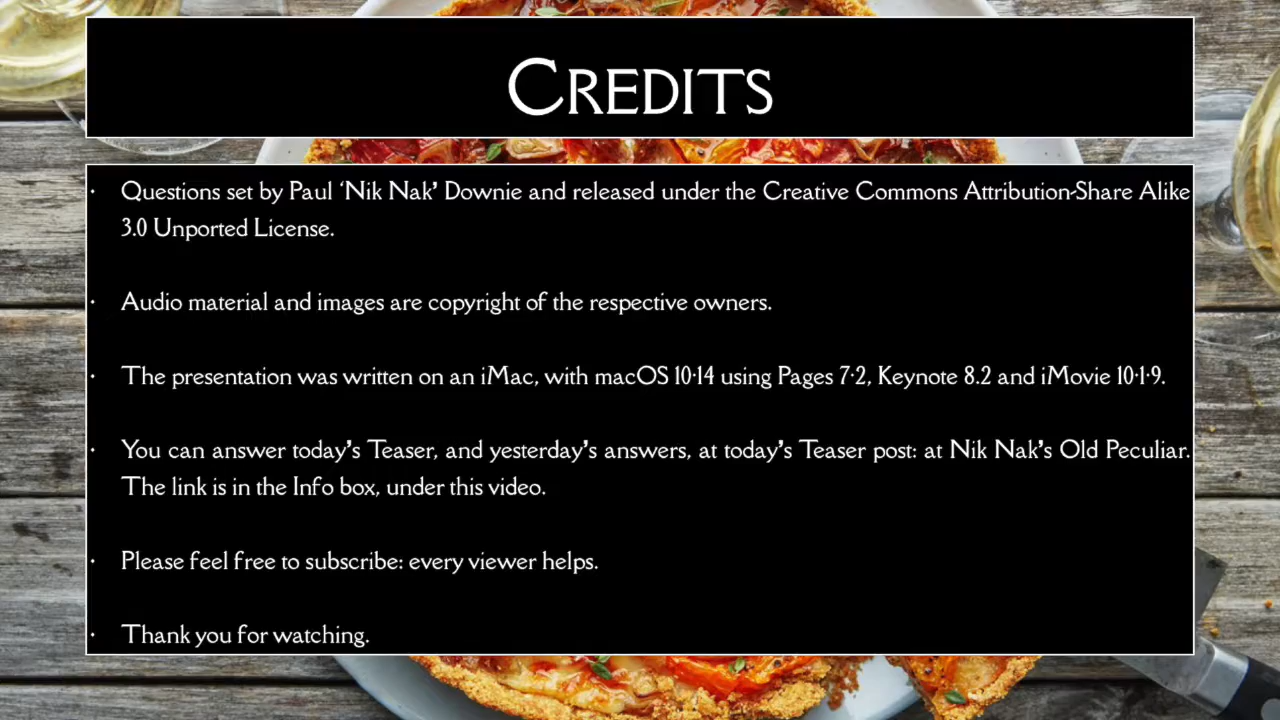 CREDITS
· Questions set by Paul ‘Nik Nak’ Downie and released under the Creative Commons Attribution-Share Alike
3.0 Unported License.
· Audio material and images are copyright of the respective owners.
· The presentation was written on an iMac, with macOS 10·14 using Pages 7·2, Keynote 8.2 and iMovie 10·1·9.
· You can answer today’s Teaser, and yesterday’s answers, at today’s Teaser post: at Nik Nak’s Old Peculiar.
The link is in the Info box, under this video.
· Please feel free to subscribe: every viewer helps.
· Thank you for watching.